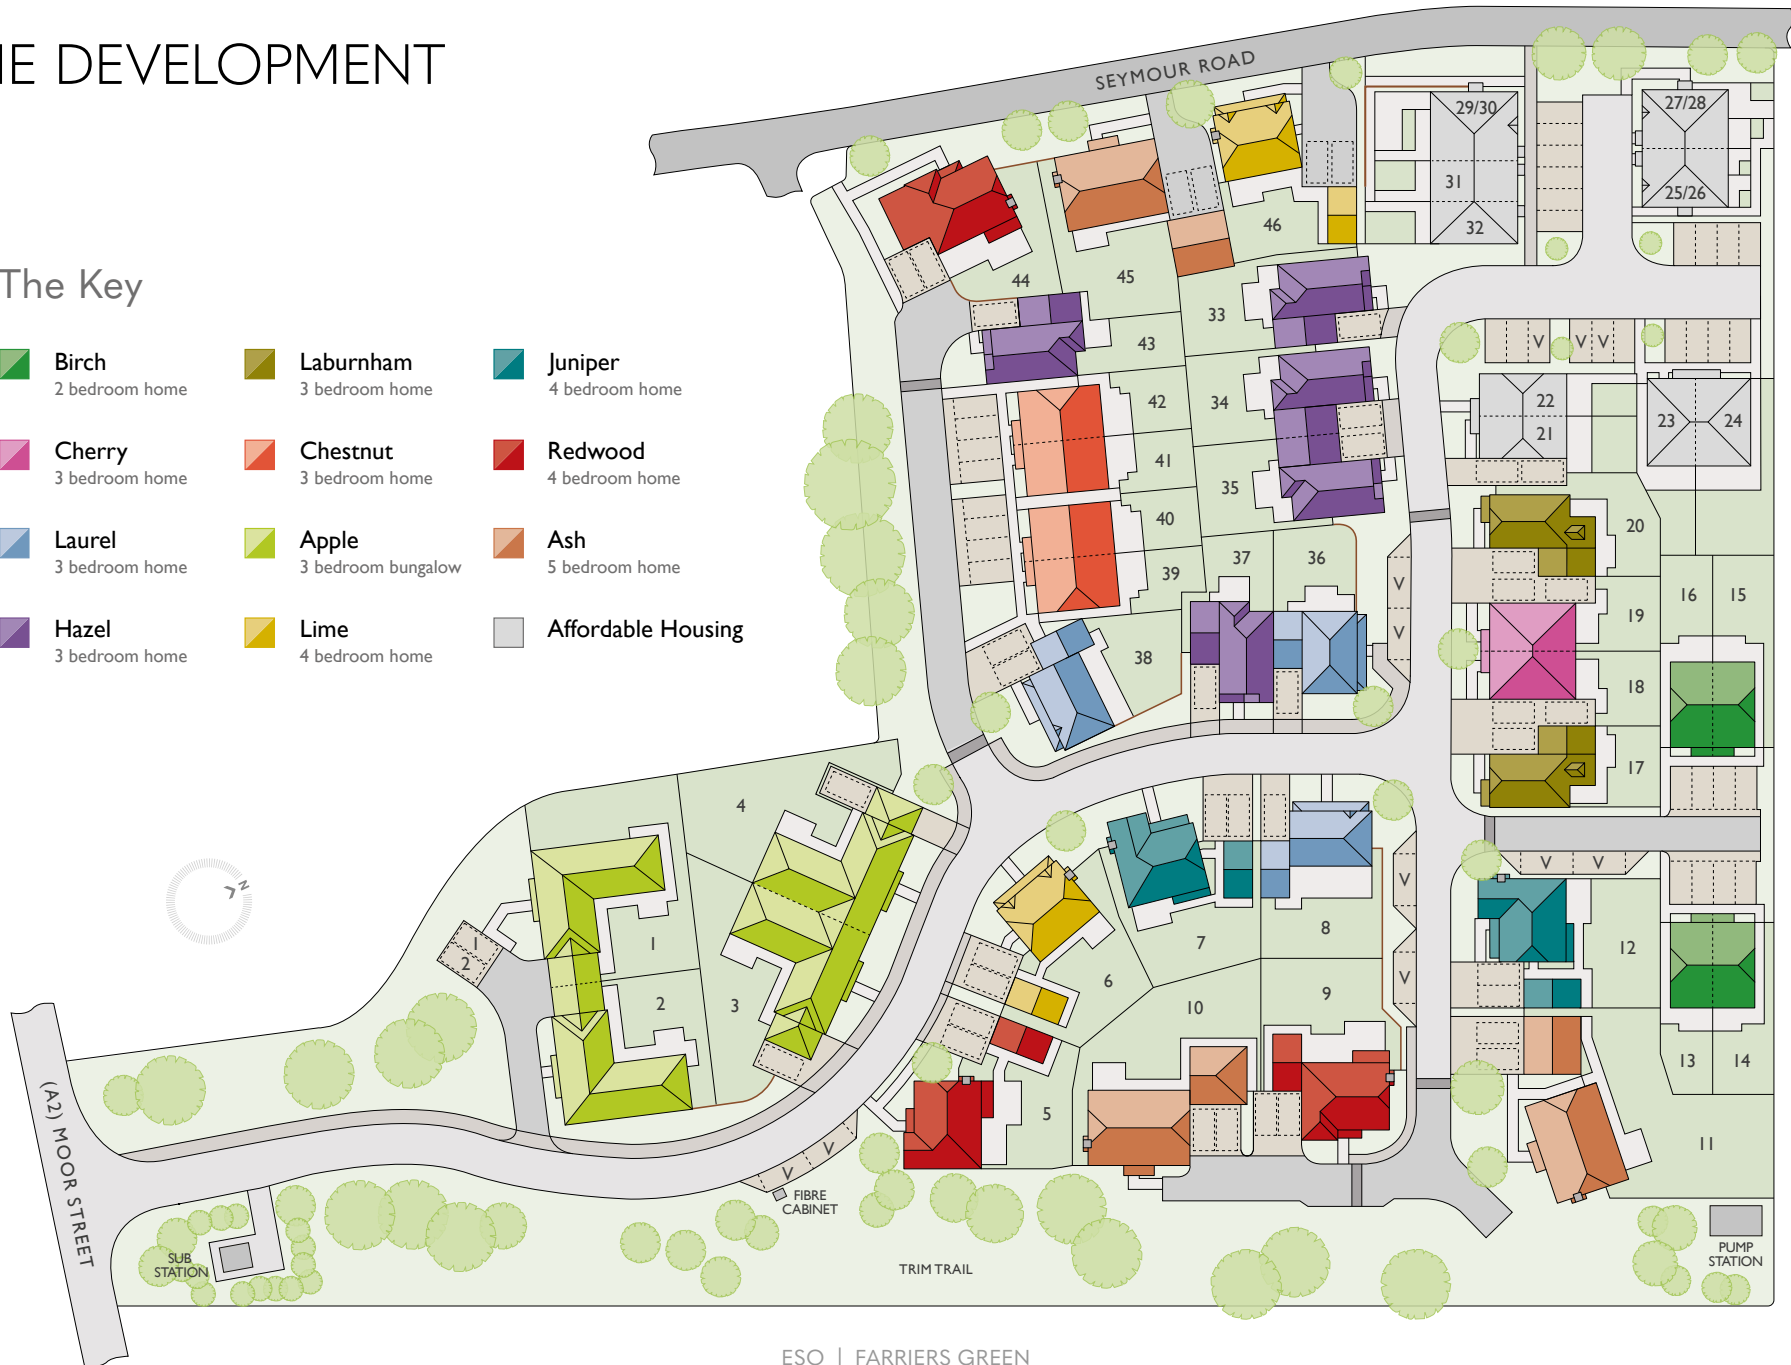 IE DEVELOPMENT
The Key
Birch
2 bedroom home
Cherry
3 bedroom home
Laurel
3 bedroom home
Hazel
3 bedroom home
Laburnham
3 bedroom home
Chestnut
3 bedroom home
Apple
3 bedroom bungalow
Lime
4 bedroom home
Juniper
4 bedroom home
Redwood
4 bedroom home
Ash
5 bedroom home
Affordable Housing
SEYMOUR ROAD
29/30
27/28
31
25/26
32
46
44
45
33
43
V
V V
42
34
22
23
24
41
21
35
40
20
37
36
39
V
16
15
19
V
38
18
17
4
V
V
V
1
8
12
1
2
7
6
V
2
3
10
9
13
14
5
11
V
V
(A2) MOOR STREET
N
FIBRE
CABINET
SUB
STATION
TRIM TRAIL
PUMP
STATION
ESO | FARRIERS GREEN